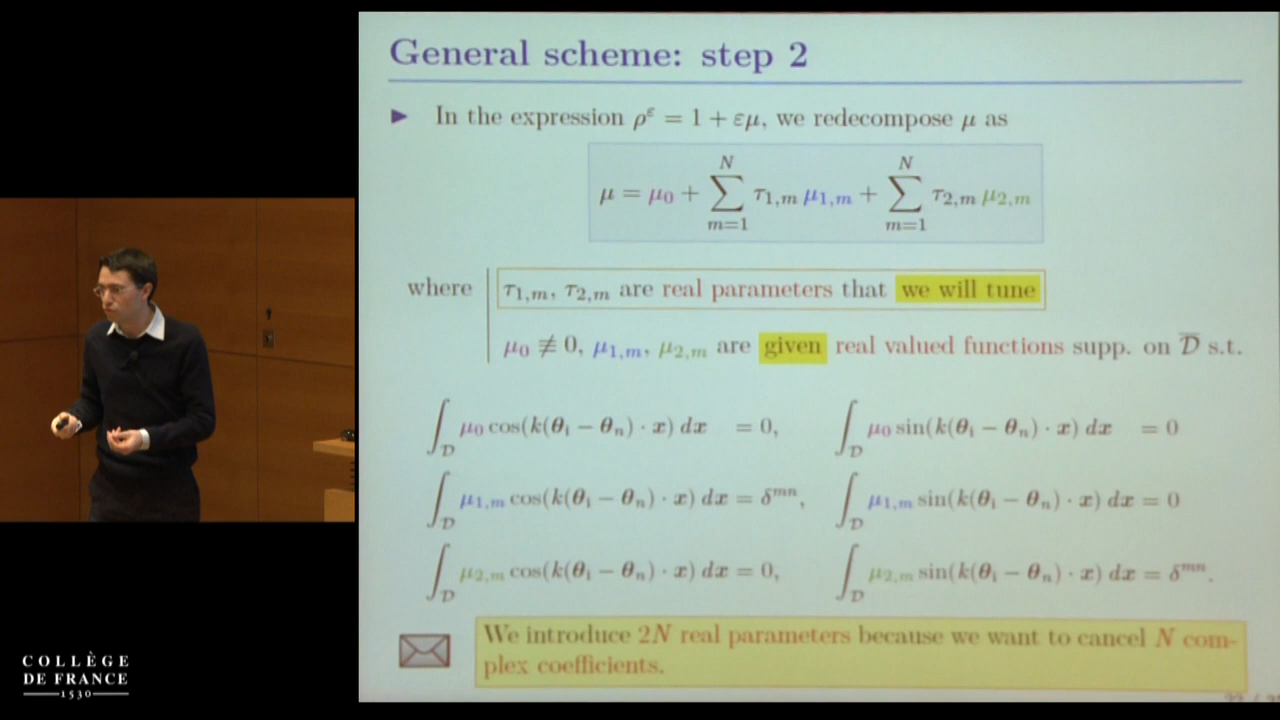 General scheme: step 2
► In the expression ρ^ε = 1 + εμ, we redecompose μ as
μ = μ₀ + ∑_{m=1}^{N} τ_{1,m} μ_{1,m} + ∑_{m=1}^{N} τ_{2,m} μ_{2,m}
where τ_{1,m}, τ_{2,m} are real parameters that we will tune
μ₀ ≢ 0, μ_{1,m}, μ_{2,m} are given real valued functions supp. on D̅ s.t.
∫_D μ₀ cos(k(θ_i − θ_n) · x) dx = 0, ∫_D μ₀ sin(k(θ_i − θ_n) · x) dx = 0
∫_D μ_{1,m} cos(k(θ_i − θ_n) · x) dx = δ^{mn}, ∫_D μ_{1,m} sin(k(θ_i − θ_n) · x) dx = 0
∫_D μ_{2,m} cos(k(θ_i − θ_n) · x) dx = 0, ∫_D μ_{2,m} sin(k(θ_i − θ_n) · x) dx = δ^{mn}.
We introduce 2N real parameters because we want to cancel N com-
plex coefficients.
COLLÈGE
DE FRANCE
1530